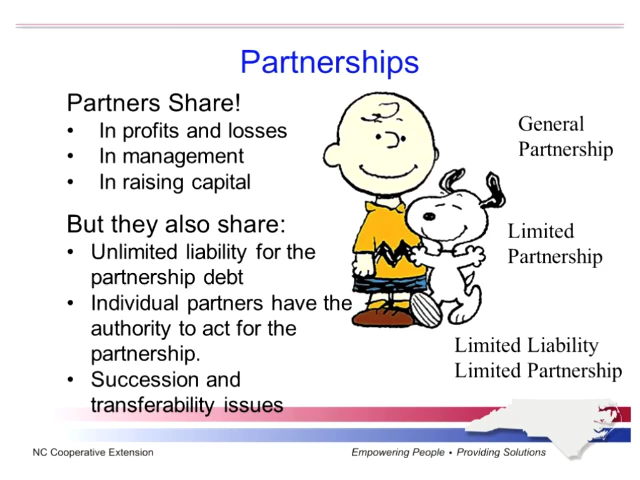 Partnerships
Partners Share!
• In profits and losses
• In management
• In raising capital
But they also share:
• Unlimited liability for the
partnership debt
• Individual partners have the
authority to act for the
partnership.
• Succession and
transferability issues
General
Partnership
Limited
Partnership
Limited Liability
Limited Partnership
NC Cooperative Extension
Empowering People • Providing Solutions